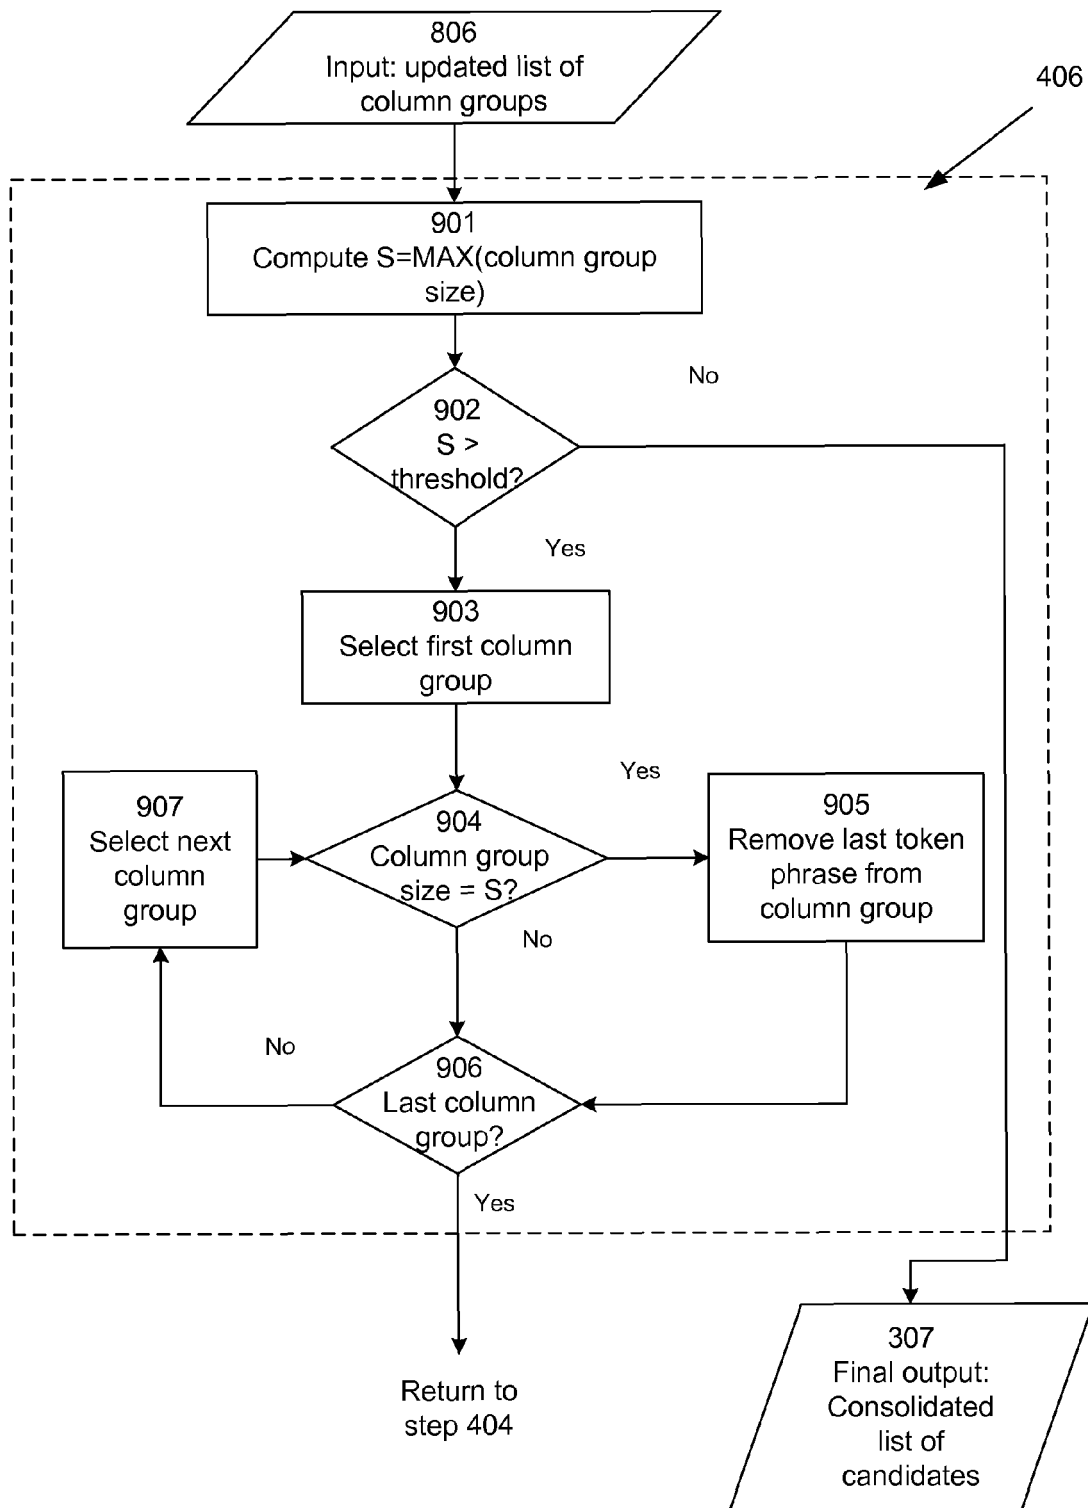 806
Input: updated list of
column groups
406
901
Compute S=MAX(column group
size)
No
902
S >
threshold?
Yes
903
Select first column
group
Yes
907
Select next
column
group
904
Column group
size = S?
905
Remove last token
phrase from
column group
No
No
906
Last column
group?
Yes
307
Final output:
Consolidated
list of
candidates
Return to
step 404